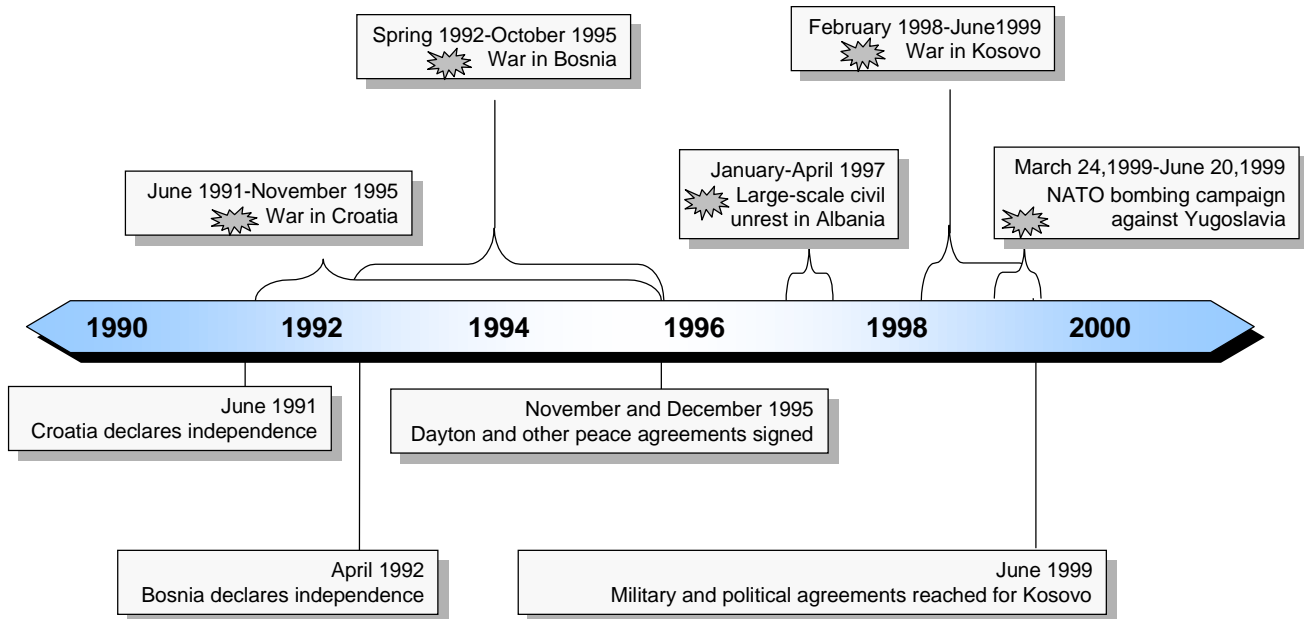 Spring 1992-October 1995
War in Bosnia
February 1998-June1999
War in Kosovo
June 1991-November 1995
War in Croatia
January-April 1997
Large-scale civil
unrest in Albania
March 24,1999-June 20,1999
NATO bombing campaign
against Yugoslavia
1990 1992 1994 1996 1998 2000
June 1991
Croatia declares independence
November and December 1995
Dayton and other peace agreements signed
April 1992
Bosnia declares independence
June 1999
Military and political agreements reached for Kosovo